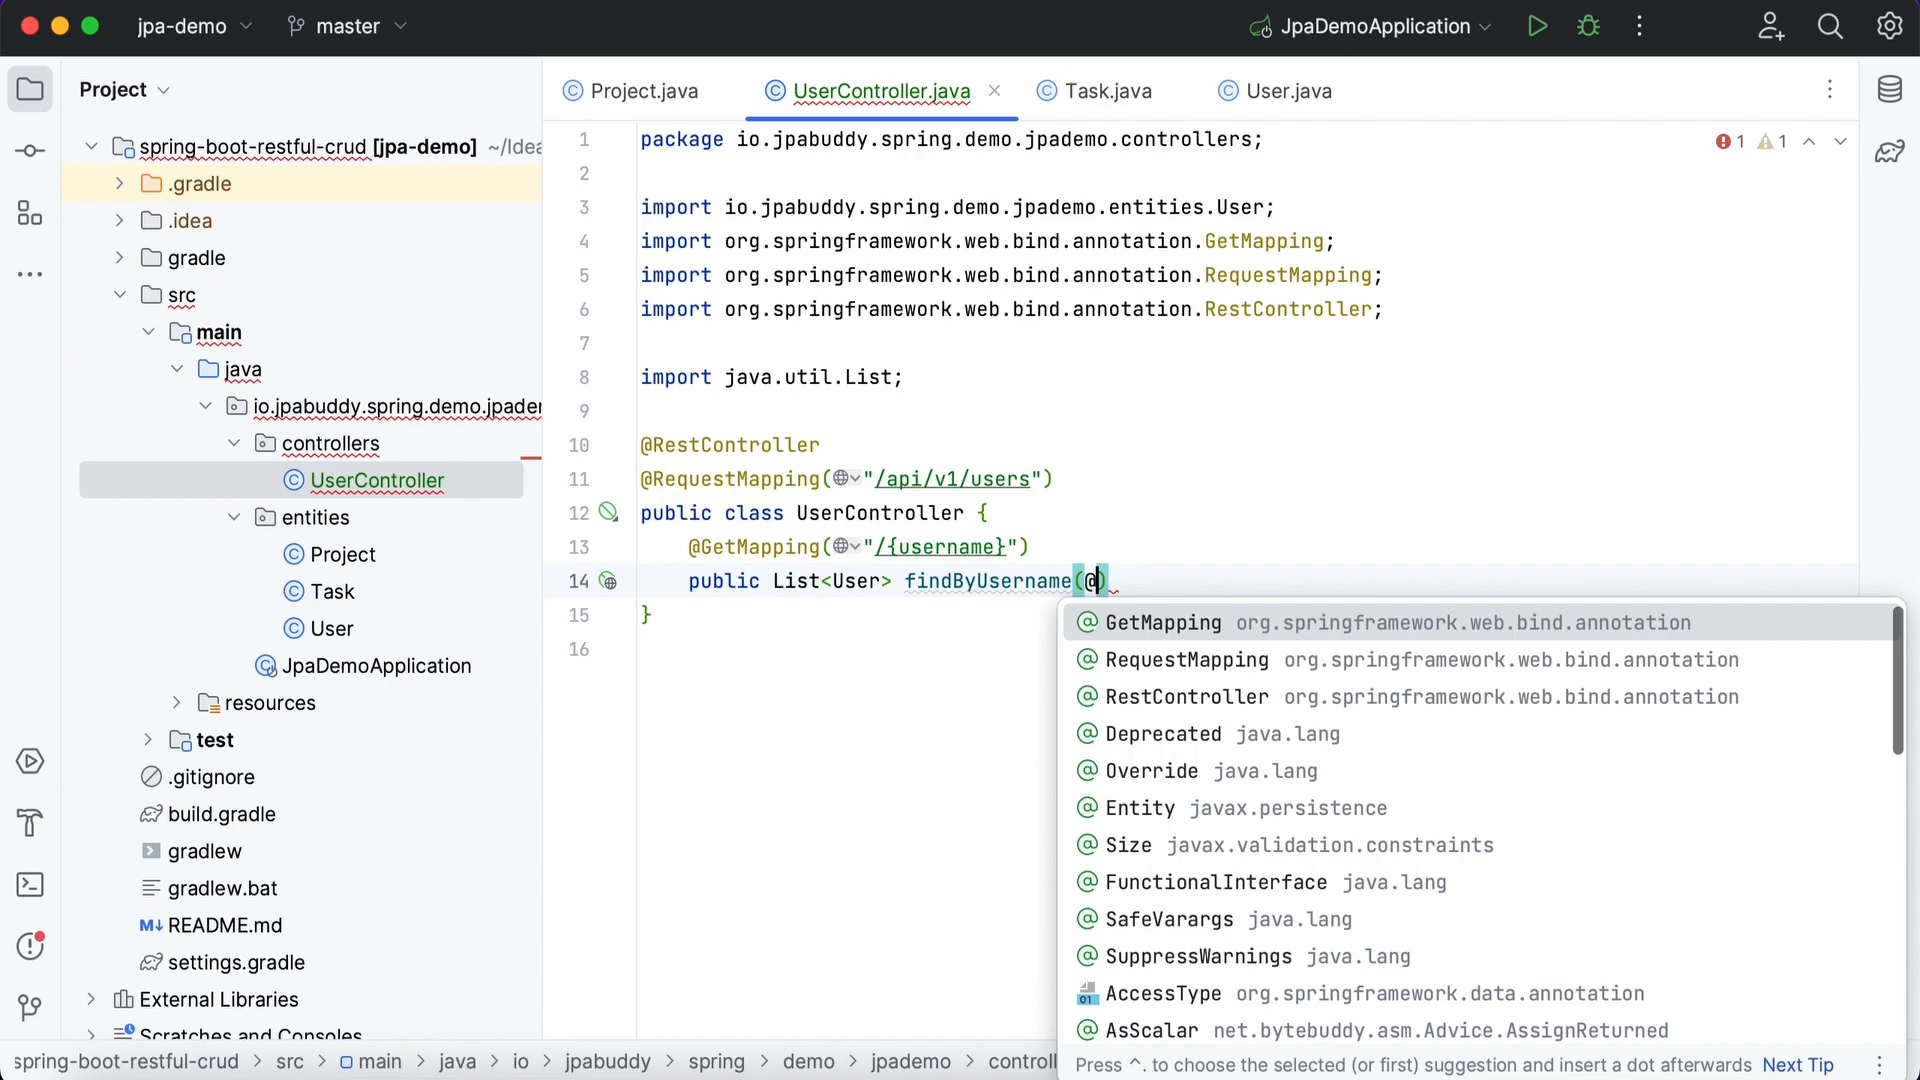 jpa-demo
master
JpaDemoApplication
Project
spring-boot-restful-crud [jpa-demo] ~/Idea
.gradle
.idea
gradle
src
main
java
io.jpabuddy.spring.demo.jpadem
controllers
UserController
entities
Project
Task
User
JpaDemoApplication
resources
test
.gitignore
build.gradle
gradlew
gradlew.bat
M↓ README.md
settings.gradle
External Libraries
Scratches and Consoles
Project.java
UserController.java
Task.java
User.java
1 1
1 package io.jpabuddy.spring.demo.jpademo.controllers;
2
3 import io.jpabuddy.spring.demo.jpademo.entities.User;
4 import org.springframework.web.bind.annotation.GetMapping;
5 import org.springframework.web.bind.annotation.RequestMapping;
6 import org.springframework.web.bind.annotation.RestController;
7
8 import java.util.List;
9
10 @RestController
11 @RequestMapping("/api/v1/users")
12 public class UserController {
13 @GetMapping("/{username}")
14 public List<User> findByUsername(@)
15 }
16
@ GetMapping org.springframework.web.bind.annotation
@ RequestMapping org.springframework.web.bind.annotation
@ RestController org.springframework.web.bind.annotation
@ Deprecated java.lang
@ Override java.lang
@ Entity javax.persistence
@ Size javax.validation.constraints
@ FunctionalInterface java.lang
@ SafeVarargs java.lang
@ SuppressWarnings java.lang
01 AccessType org.springframework.data.annotation
@ AsScalar net.bytebuddy.asm.Advice.AssignReturned
Press ^. to choose the selected (or first) suggestion and insert a dot afterwards Next Tip
spring-boot-restful-crud > src > main > java > io > jpabuddy > spring > demo > jpademo > controll